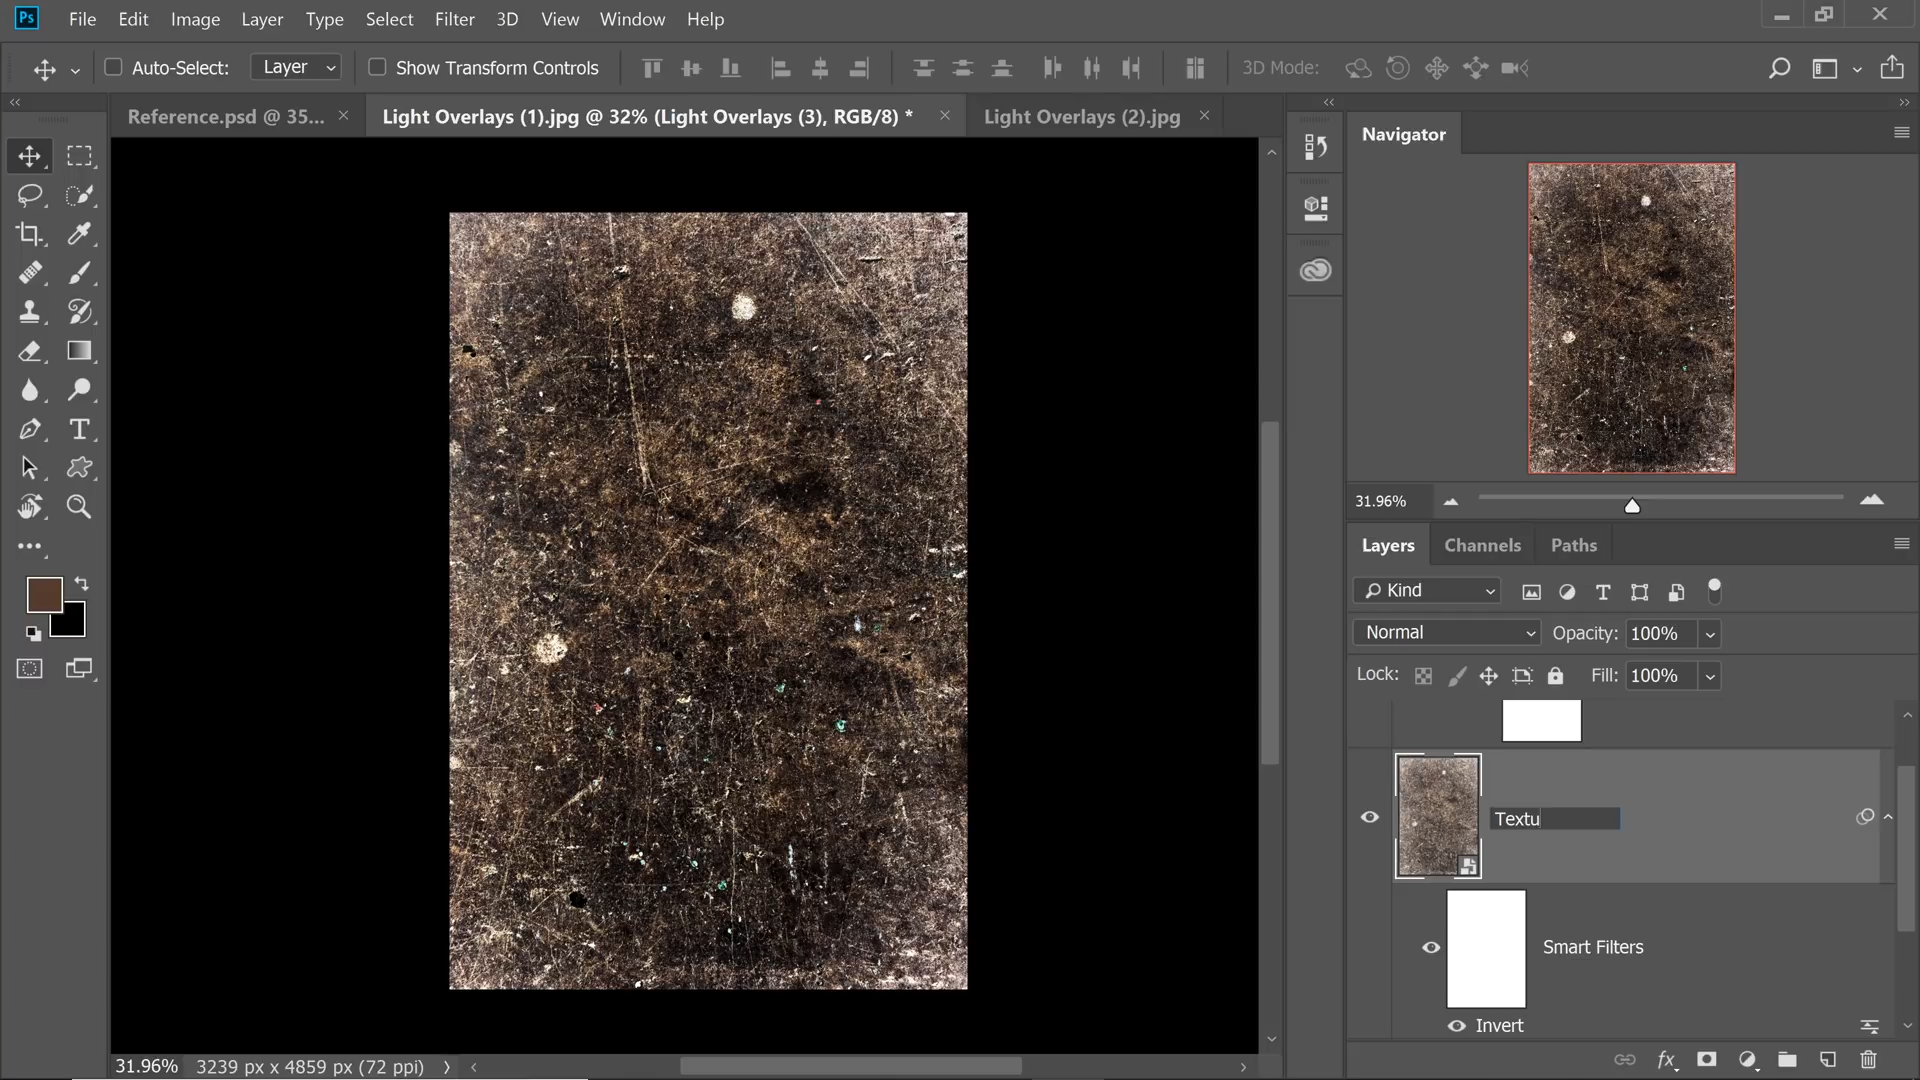 Ps File Edit Image Layer Type Select Filter 3D View Window Help
Auto-Select: Layer Show Transform Controls 3D Mode:
Reference.psd @ 35... Light Overlays (1).jpg @ 32% (Light Overlays (3), RGB/8) * Light Overlays (2).jpg
Navigator
31.96%
Layers Channels Paths
Kind
Normal Opacity: 100%
Lock: Fill: 100%
Textu
Smart Filters
Invert
31.96% 3239 px x 4859 px (72 ppi)
fx